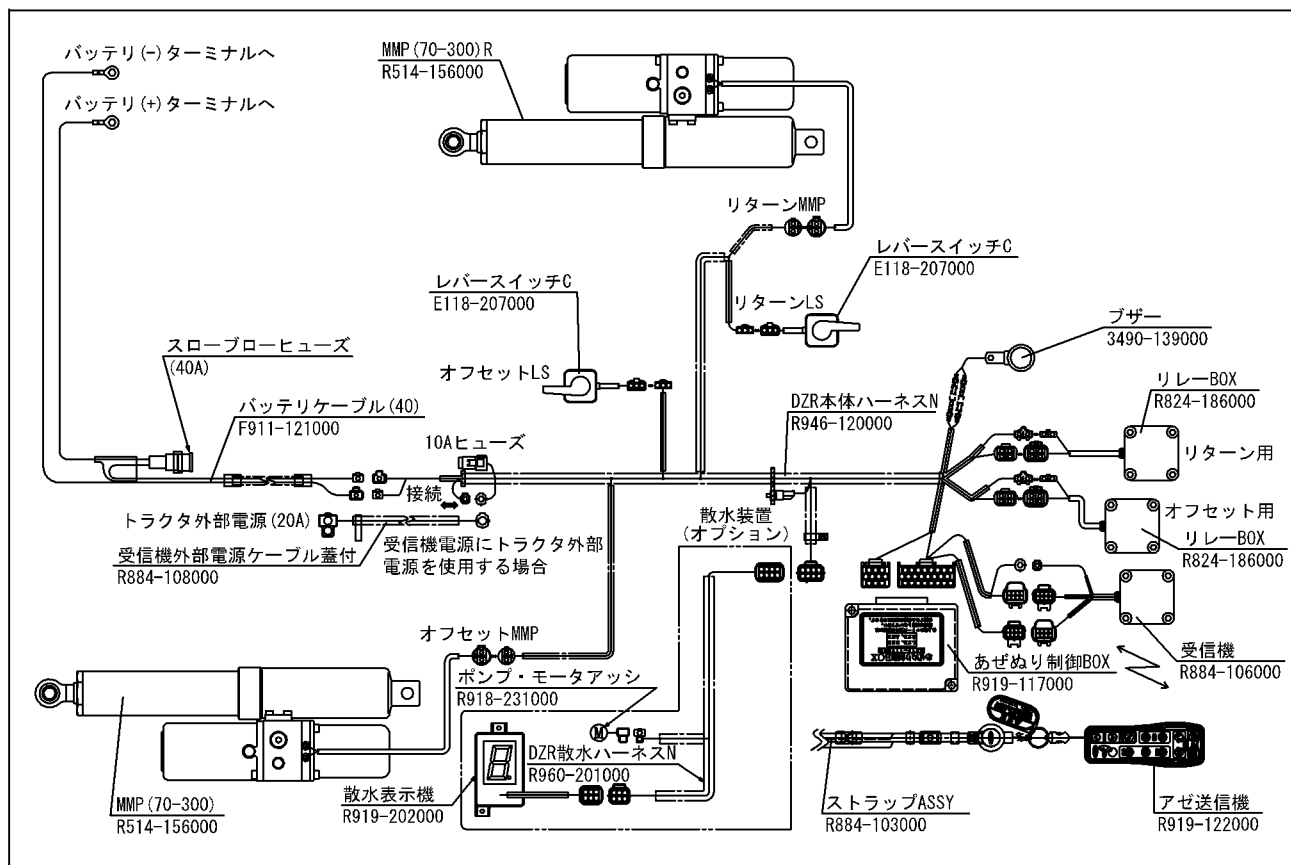 バッテリ(-)ターミナルへ
バッテリ(+)ターミナルへ
MMP(70-300)R
R514-156000
リターンMMP
レバースイッチC
E118-207000
リターンLS
レバースイッチC
E118-207000
オフセットLS
ブザー
3490-139000
スローブローヒューズ
(40A)
バッテリケーブル(40)
F911-121000
10Aヒューズ
DZR本体ハーネスN
R946-120000
リレーBOX
R824-186000
リターン用
接続
オフセット用
リレーBOX
R824-186000
トラクタ外部電源(20A)
受信機外部電源ケーブル蓋付
R884-108000
受信機電源にトラクタ外部
電源を使用する場合
散水装置
(オプション)
受信機
R884-106000
あぜぬり制御BOX
R919-117000
オフセットMMP
ポンプ・モータアッシ
R918-231000
M
DZR散水ハーネスN
R960-201000
散水表示機
R919-202000
MMP(70-300)
R514-156000
ストラップASSY
R884-103000
アゼ送信機
R919-122000